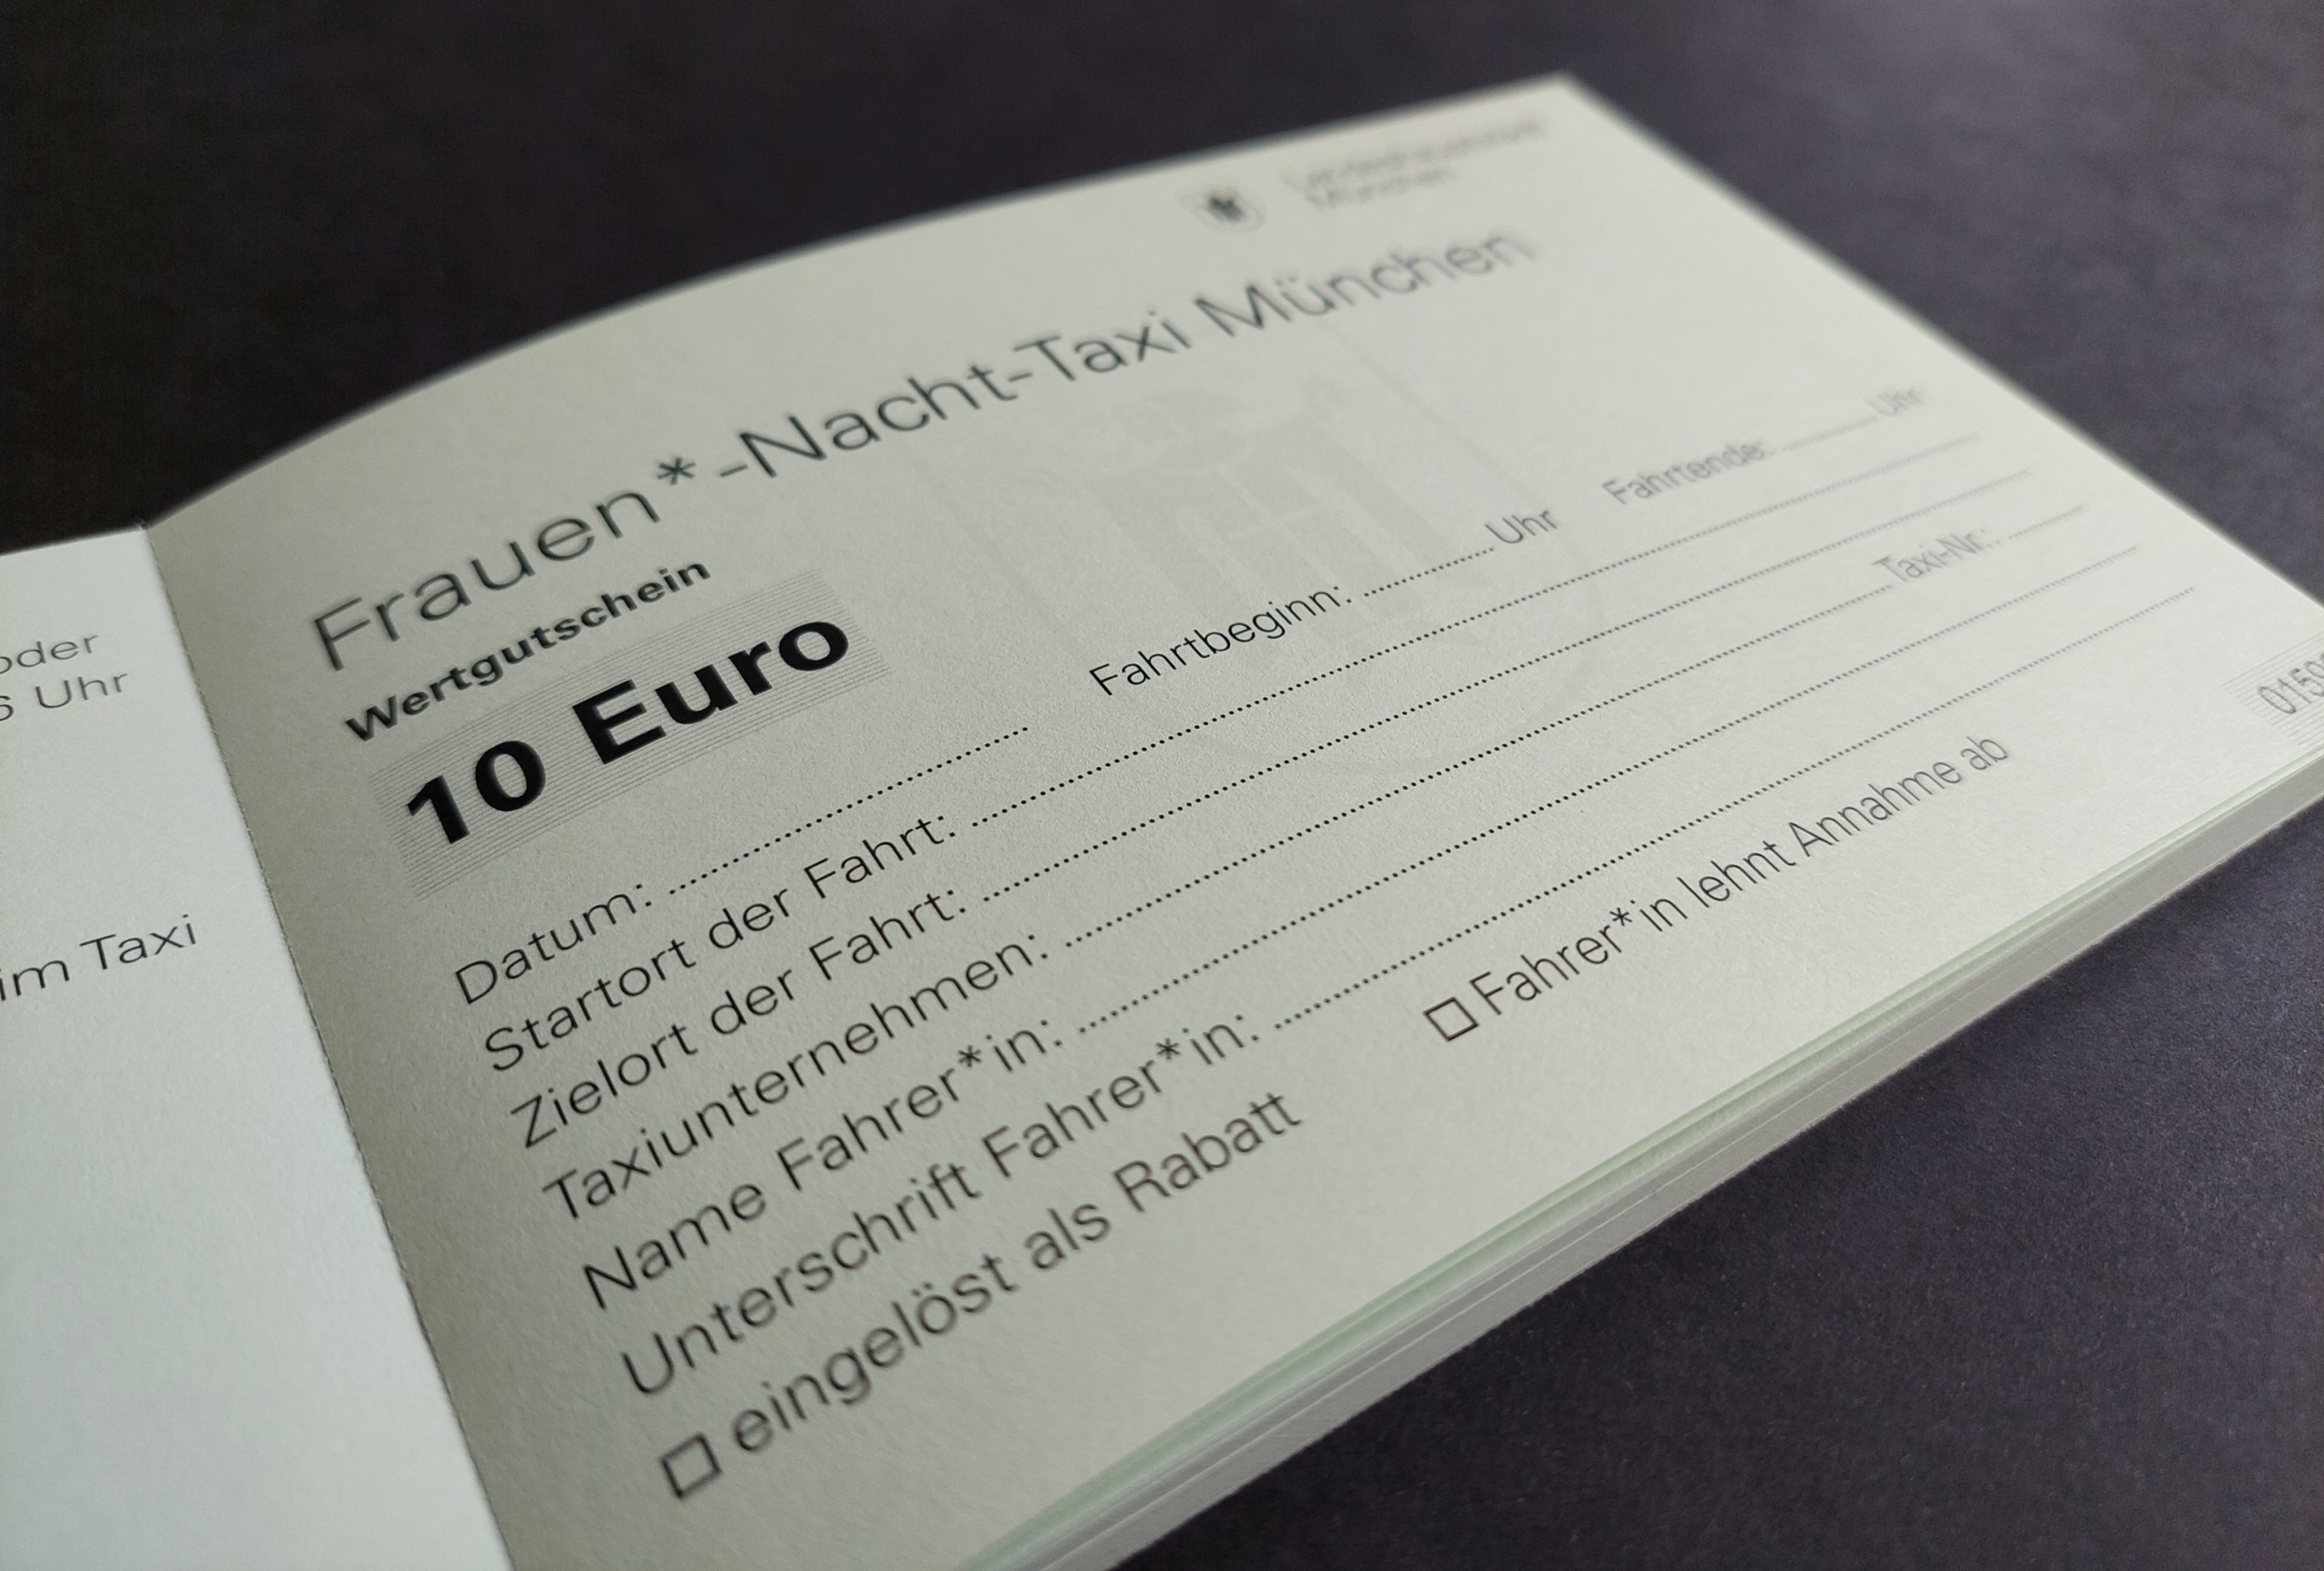 oder
6 Uhr
im Taxi
Landeshauptstadt
München
Frauen*-Nacht-Taxi München
Wertgutschein
10 Euro
Datum: Fahrtbeginn: Uhr Fahrtende: Uhr
Startort der Fahrt:
Zielort der Fahrt:
Taxiunternehmen: Taxi-Nr.:
Name Fahrer*in:
Unterschrift Fahrer*in:
☐ eingelöst als Rabatt ☐ Fahrer*in lehnt Annahme ab